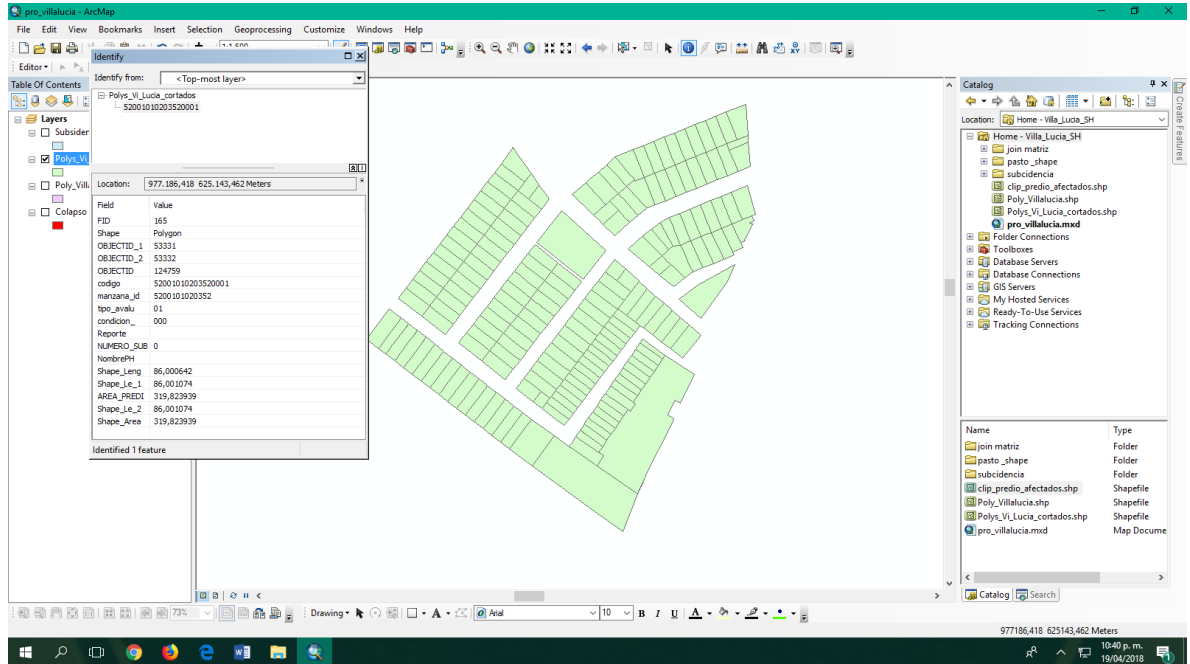 pro_villalucia - ArcMap
File Edit View Bookmarks Insert Selection Geoprocessing Customize Windows Help
Editor
Table Of Contents
Layers
Subsiden
Polys_Vi_
Poly_Villa
Colapso
Identify
Identify from: <Top-most layer>
Polys_Vi_Lucia_cortados
52001010203520001
Location: 977.186,418 625.143,462 Meters
Field Value
FID 165
Shape Polygon
OBJECTID_1 53331
OBJECTID_2 53332
OBJECTID 124759
codigo 52001010203520001
manzana_id 5200101020352
tipo_avalu 01
condicion_ 000
Reporte
NUMERO_SUB 0
NombrePH
Shape_Leng 86,000642
Shape_Le_1 86,001074
AREA_PREDI 319,823939
Shape_Le_2 86,001074
Shape_Area 319,823939
Identified 1 feature
Catalog
Location: Home - Villa_Lucia_SH
Home - Villa_Lucia_SH
join matriz
pasto _shape
subcidencia
clip_predio_afectados.shp
Poly_Villalucia.shp
Polys_Vi_Lucia_cortados.shp
pro_villalucia.mxd
Folder Connections
Toolboxes
Database Servers
Database Connections
GIS Servers
My Hosted Services
Ready-To-Use Services
Tracking Connections
Create Features
Name Type
join matriz Folder
pasto _shape Folder
subcidencia Folder
clip_predio_afectados.shp Shapefile
Poly_Villalucia.shp Shapefile
Polys_Vi_Lucia_cortados.shp Shapefile
pro_villalucia.mxd Map Docume
Catalog Search
73% Drawing A Arial 10 B I U A
977186,418 625143,462 Meters
10:40 p. m.
19/04/2018